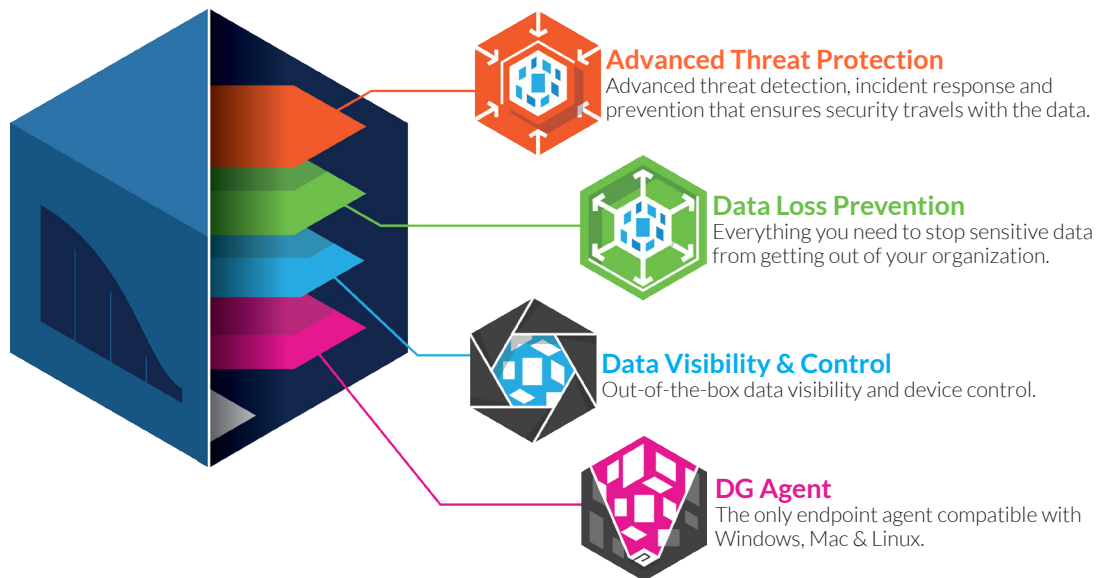 Advanced Threat Protection
Advanced threat detection, incident response and
prevention that ensures security travels with the data.
Data Loss Prevention
Everything you need to stop sensitive data
from getting out of your organization.
Data Visibility & Control
Out-of-the-box data visibility and device control.
DG Agent
The only endpoint agent compatible with
Windows, Mac & Linux.